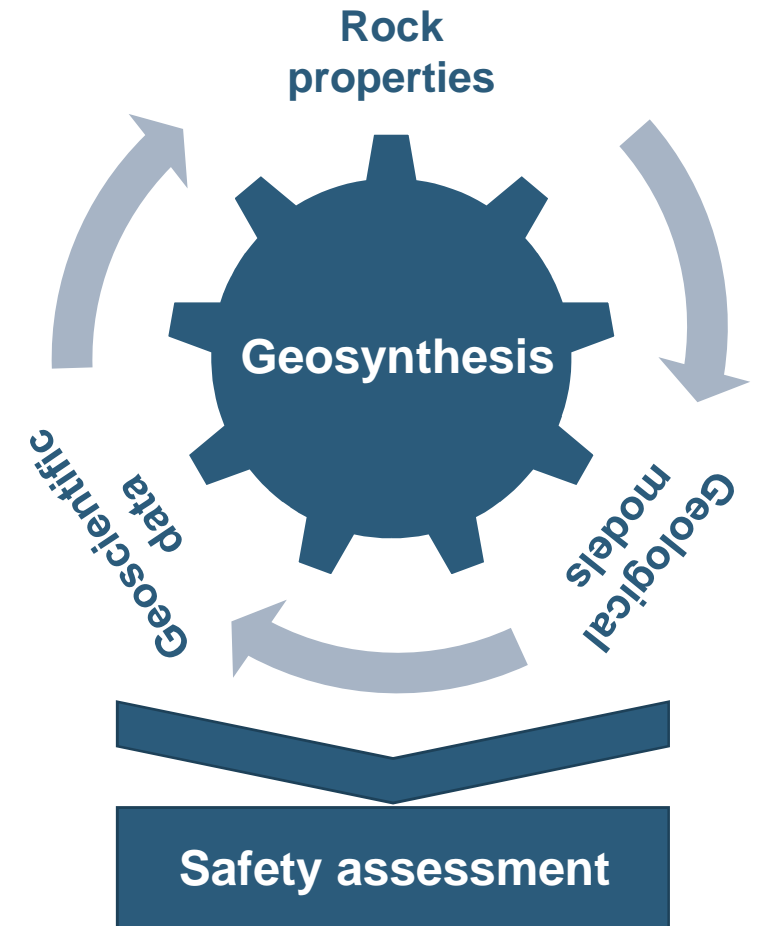 Rock
properties
Geosynthesis
Geological
models
Geoscientific
data
Safety assessment